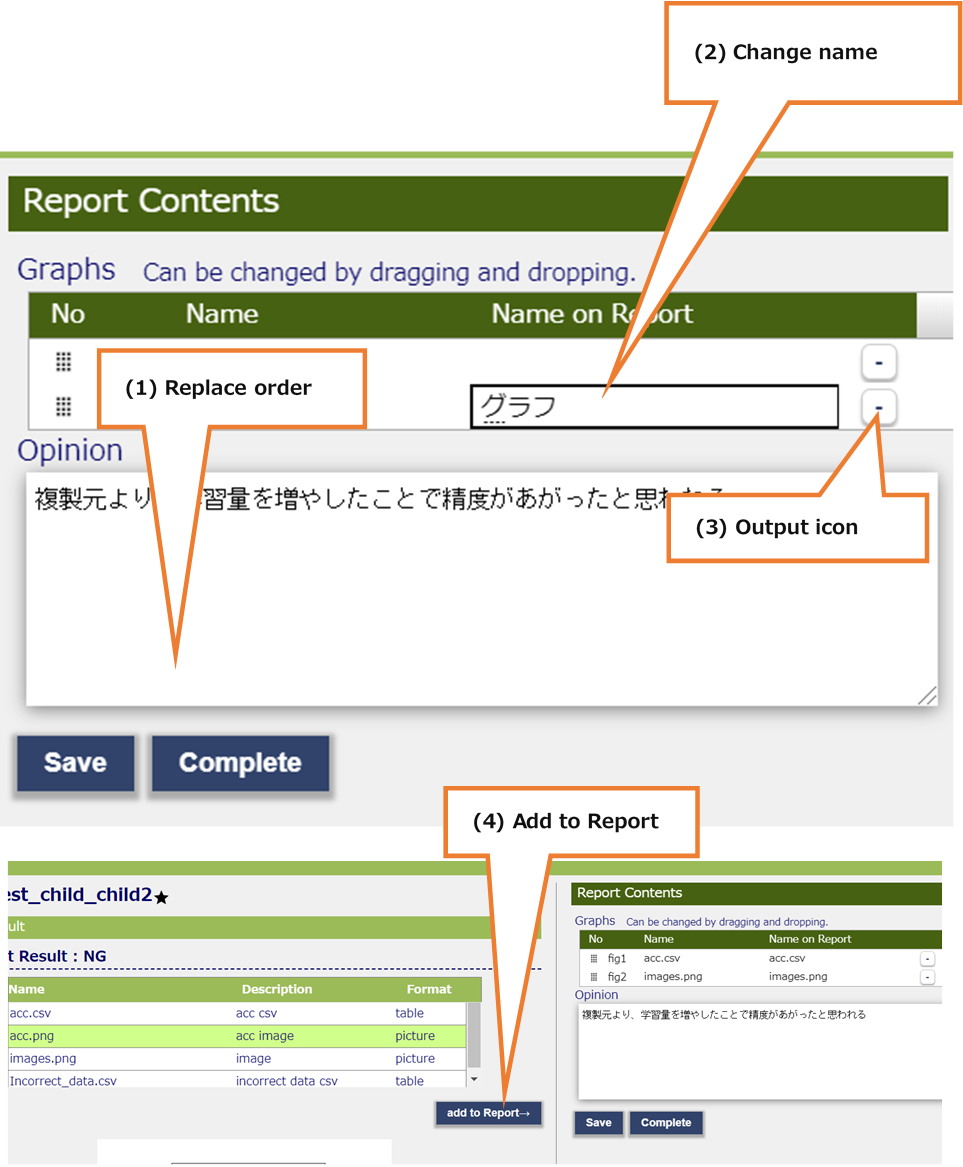 (2) Change name
Report Contents
Graphs Can be changed by dragging and dropping.
No Name Name on Report
-
(1) Replace order
グラフ -
Opinion
複製元より 学習量を増やしたことで精度があがったと思われる
(3) Output icon
Save Complete
(4) Add to Report
est_child_child2★
ult
t Result : NG
Name Description Format
acc.csv acc csv table
acc.png acc image picture
images.png image picture
Incorrect_data.csv incorrect data csv table
add to Report→
Report Contents
Graphs Can be changed by dragging and dropping.
No Name Name on Report
fig1 acc.csv acc.csv -
fig2 images.png images.png -
Opinion
複製元より、学習量を増やしたことで精度があがったと思われる
Save Complete